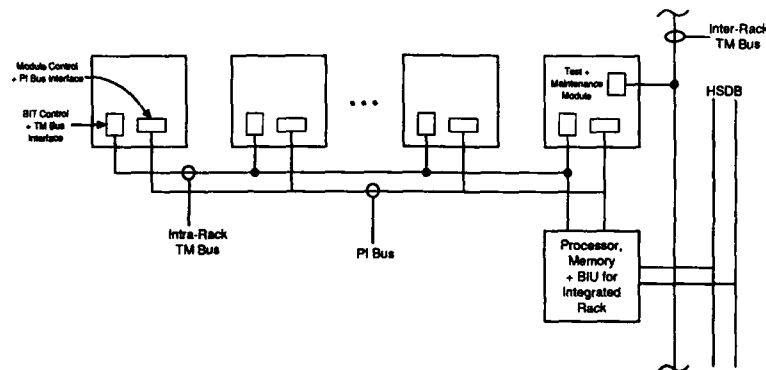 Inter-Rack
TM Bus
Module Control
+ PI Bus Interface
Test +
Maintenance
Module
HSDB
BIT Control
+ TM Bus
Interface
Intra-Rack
TM Bus
PI Bus
Processor,
Memory
+ BIU for
Integrated
Rack